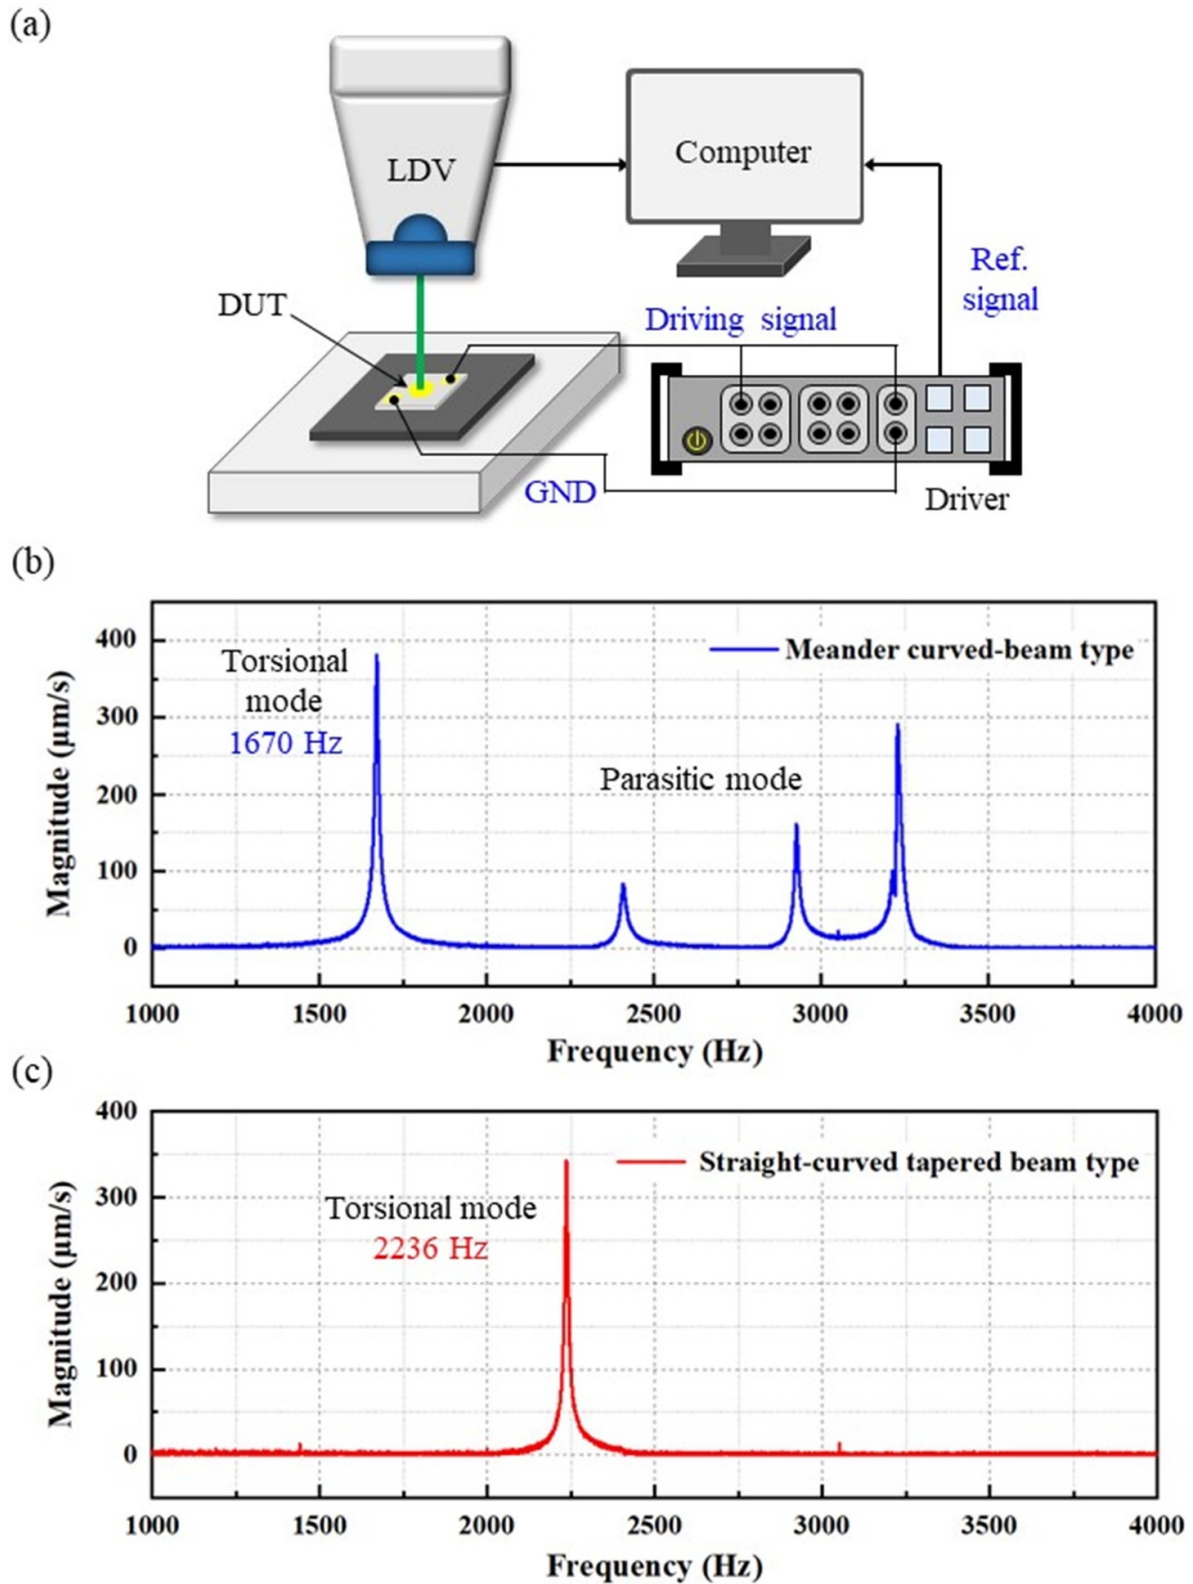 (a)
LDV
Computer
DUT
Driving signal
Ref.
signal
GND
Driver
(b)
Magnitude (μm/s)
400
300
200
100
0
Torsional
mode
1670 Hz
Meander curved-beam type
Parasitic mode
1000 1500 2000 2500 3000 3500 4000
Frequency (Hz)
(c)
Magnitude (μm/s)
400
300
200
100
0
Straight-curved tapered beam type
Torsional mode
2236 Hz
1000 1500 2000 2500 3000 3500 4000
Frequency (Hz)